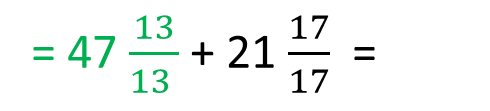 = 47 13/13 + 21 17/17 =